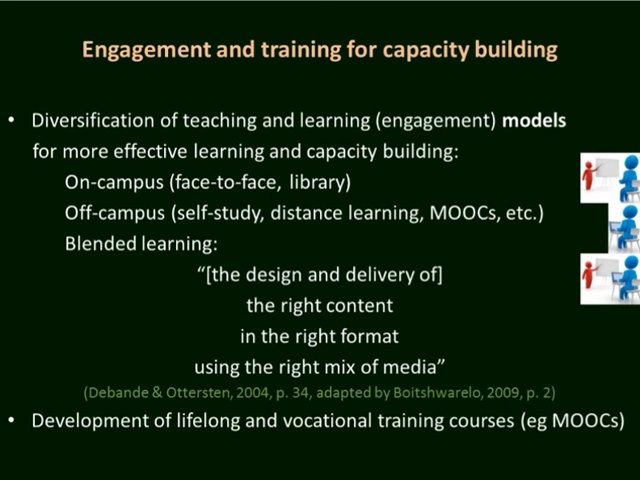 Engagement and training for capacity building
• Diversification of teaching and learning (engagement) models
for more effective learning and capacity building:
On-campus (face-to-face, library)
Off-campus (self-study, distance learning, MOOCs, etc.)
Blended learning:
“[the design and delivery of]
the right content
in the right format
using the right mix of media”
(Debande & Ottersten, 2004, p. 34, adapted by Boitshwarelo, 2009, p. 2)
• Development of lifelong and vocational training courses (eg MOOCs)